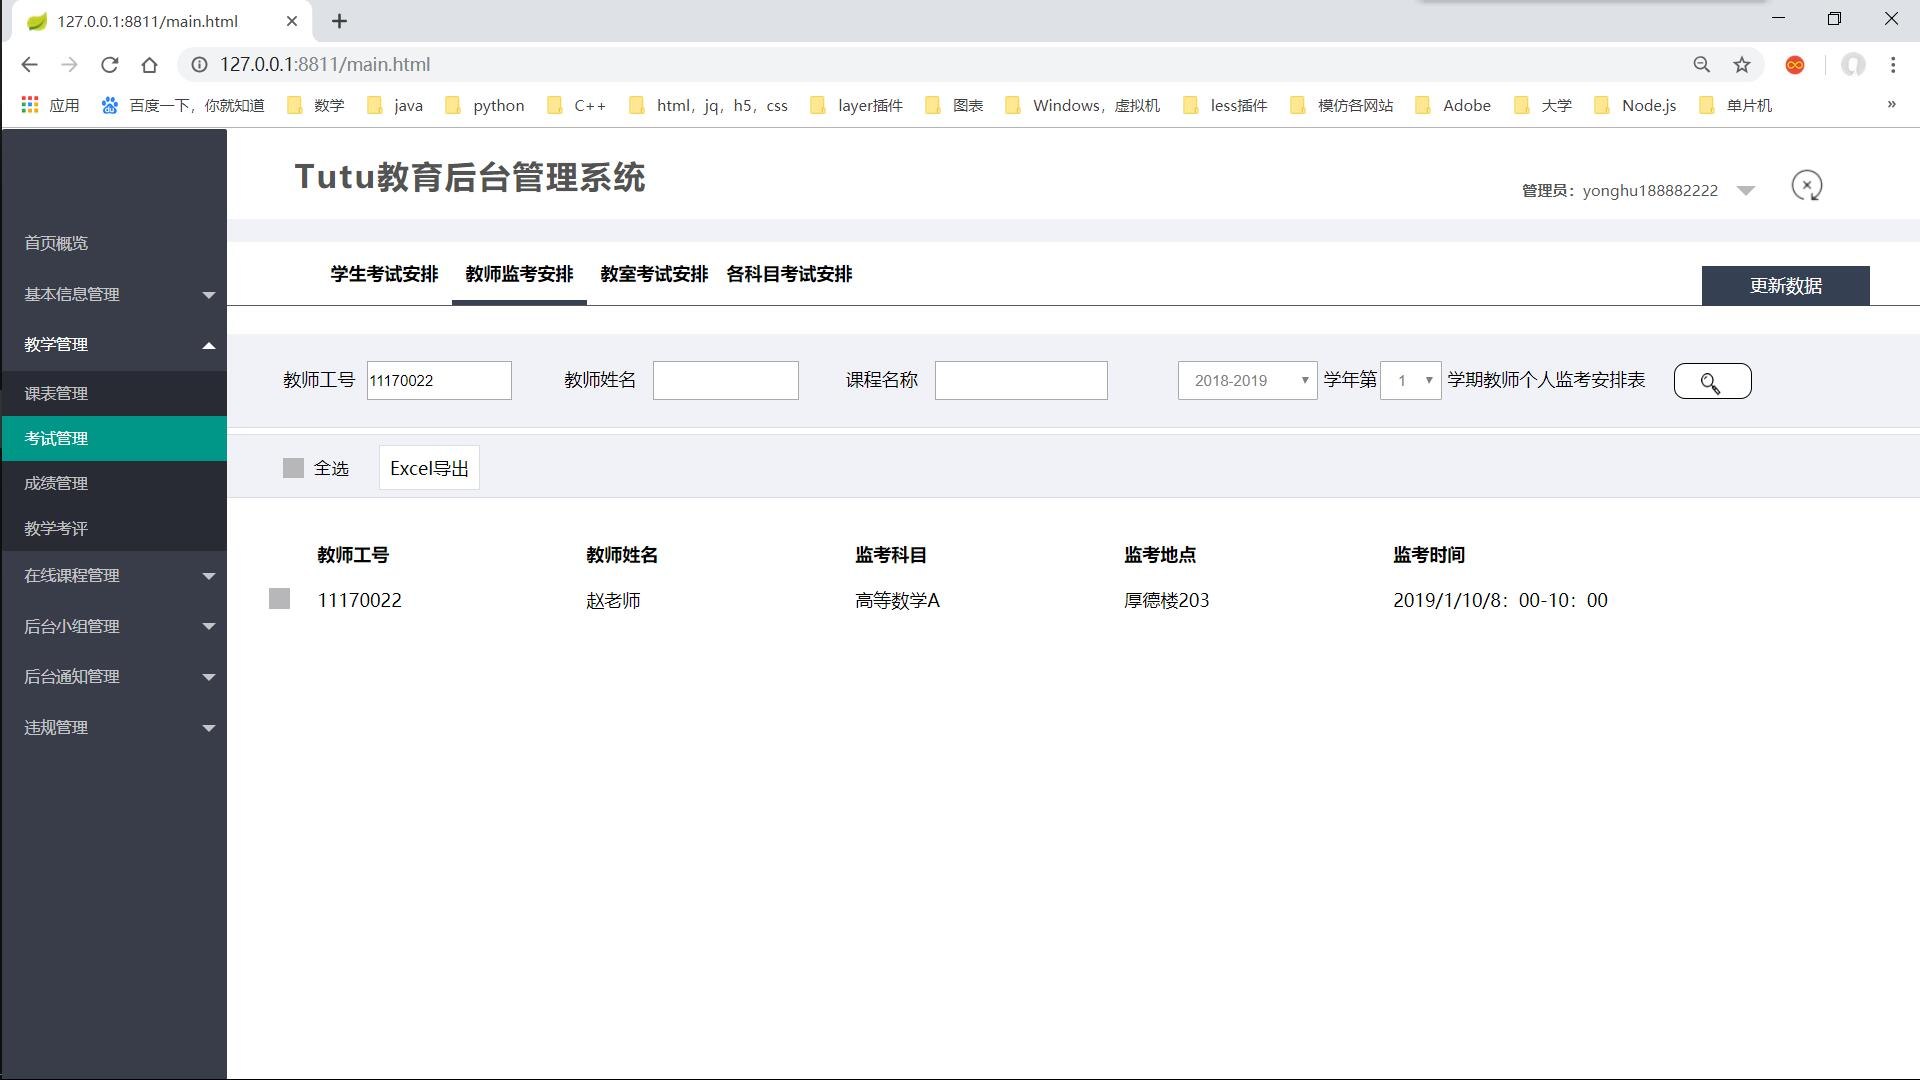 127.0.0.1:8811/main.html
127.0.0.1:8811/main.html
应用 百度一下，你就知道 数学 java python C++ html，jq，h5，css layer插件 图表 Windows，虚拟机 less插件 模仿各网站 Adobe 大学 Node.js 单片机 »
Tutu教育后台管理系统
管理员：yonghu188882222
首页概览
基本信息管理
教学管理
课表管理
考试管理
成绩管理
教学考评
在线课程管理
后台小组管理
后台通知管理
违规管理
学生考试安排 教师监考安排 教室考试安排 各科目考试安排 更新数据
教师工号 11170022 教师姓名 课程名称 2018-2019 学年第 1 学期教师个人监考安排表
全选 Excel导出
教师工号 教师姓名 监考科目 监考地点 监考时间
11170022 赵老师 高等数学A 厚德楼203 2019/1/10/8：00-10：00